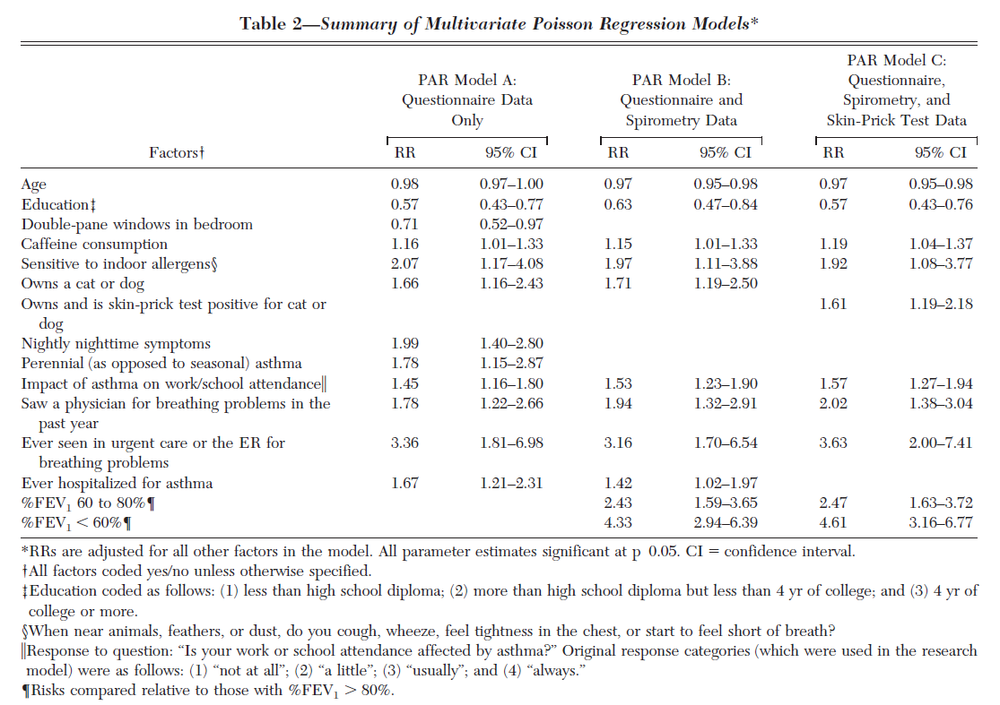 Table 2—Summary of Multivariate Poisson Regression Models*
PAR Model C:
PAR Model A: PAR Model B: Questionnaire,
Questionnaire Data Questionnaire and Spirometry, and
Only Spirometry Data Skin-Prick Test Data
Factors† RR 95% CI RR 95% CI RR 95% CI
Age 0.98 0.97–1.00 0.97 0.95–0.98 0.97 0.95–0.98
Education‡ 0.57 0.43–0.77 0.63 0.47–0.84 0.57 0.43–0.76
Double-pane windows in bedroom 0.71 0.52–0.97
Caffeine consumption 1.16 1.01–1.33 1.15 1.01–1.33 1.19 1.04–1.37
Sensitive to indoor allergens§ 2.07 1.17–4.08 1.97 1.11–3.88 1.92 1.08–3.77
Owns a cat or dog 1.66 1.16–2.43 1.71 1.19–2.50
Owns and is skin-prick test positive for cat or 1.61 1.19–2.18
dog
Nightly nighttime symptoms 1.99 1.40–2.80
Perennial (as opposed to seasonal) asthma 1.78 1.15–2.87
Impact of asthma on work/school attendance‖ 1.45 1.16–1.80 1.53 1.23–1.90 1.57 1.27–1.94
Saw a physician for breathing problems in the 1.78 1.22–2.66 1.94 1.32–2.91 2.02 1.38–3.04
past year
Ever seen in urgent care or the ER for 3.36 1.81–6.98 3.16 1.70–6.54 3.63 2.00–7.41
breathing problems
Ever hospitalized for asthma 1.67 1.21–2.31 1.42 1.02–1.97
%FEV₁ 60 to 80%¶ 2.43 1.59–3.65 2.47 1.63–3.72
%FEV₁ < 60%¶ 4.33 2.94–6.39 4.61 3.16–6.77
*RRs are adjusted for all other factors in the model. All parameter estimates significant at p 0.05. CI = confidence interval.
†All factors coded yes/no unless otherwise specified.
‡Education coded as follows: (1) less than high school diploma; (2) more than high school diploma but less than 4 yr of college; and (3) 4 yr of
college or more.
§When near animals, feathers, or dust, do you cough, wheeze, feel tightness in the chest, or start to feel short of breath?
‖Response to question: “Is your work or school attendance affected by asthma?” Original response categories (which were used in the research
model) were as follows: (1) “not at all”; (2) “a little”; (3) “usually”; and (4) “always.”
¶Risks compared relative to those with %FEV₁ > 80%.